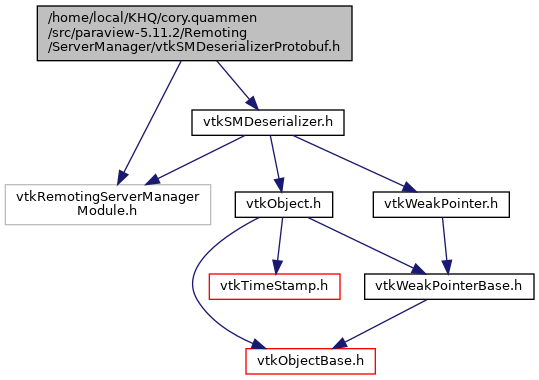 /home/local/KHQ/cory.quammen
/src/paraview-5.11.2/Remoting
/ServerManager/vtkSMDeserializerProtobuf.h
vtkSMDeserializer.h
vtkRemotingServerManager
Module.h
vtkObject.h
vtkWeakPointer.h
vtkTimeStamp.h
vtkWeakPointerBase.h
vtkObjectBase.h